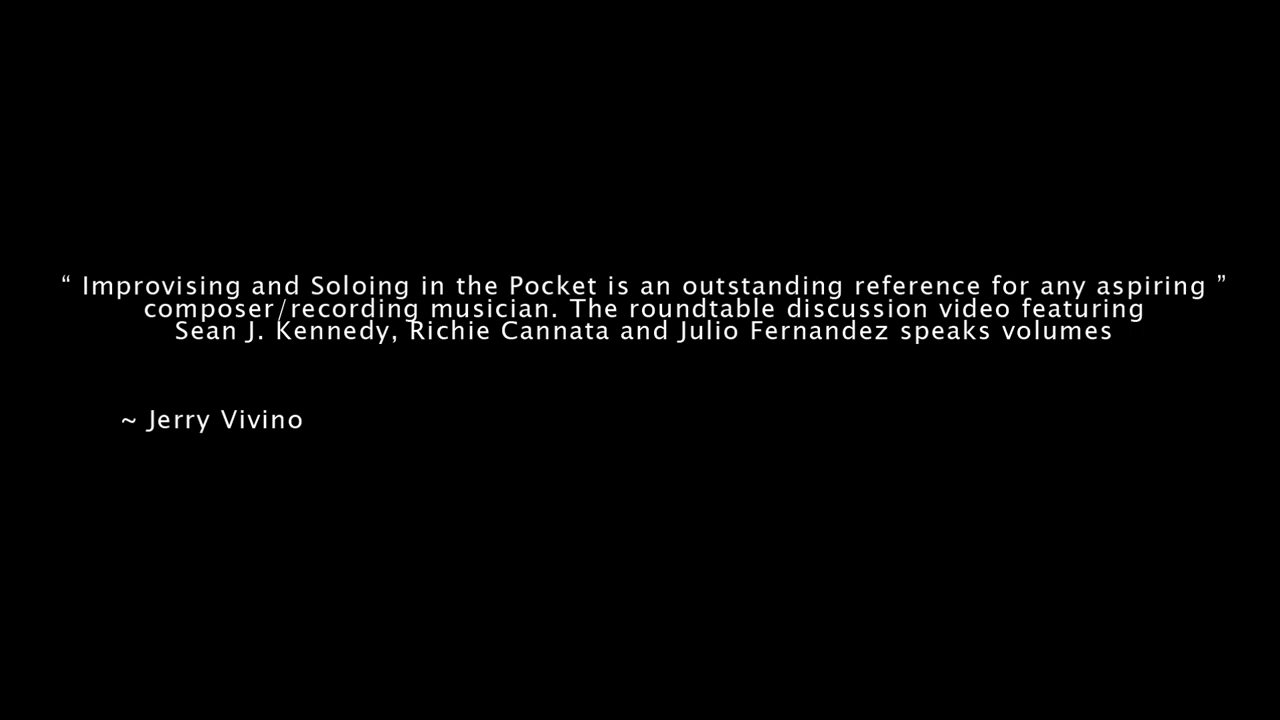 “ Improvising and Soloing in the Pocket is an outstanding reference for any aspiring ”
composer/recording musician. The roundtable discussion video featuring
Sean J. Kennedy, Richie Cannata and Julio Fernandez speaks volumes
~ Jerry Vivino